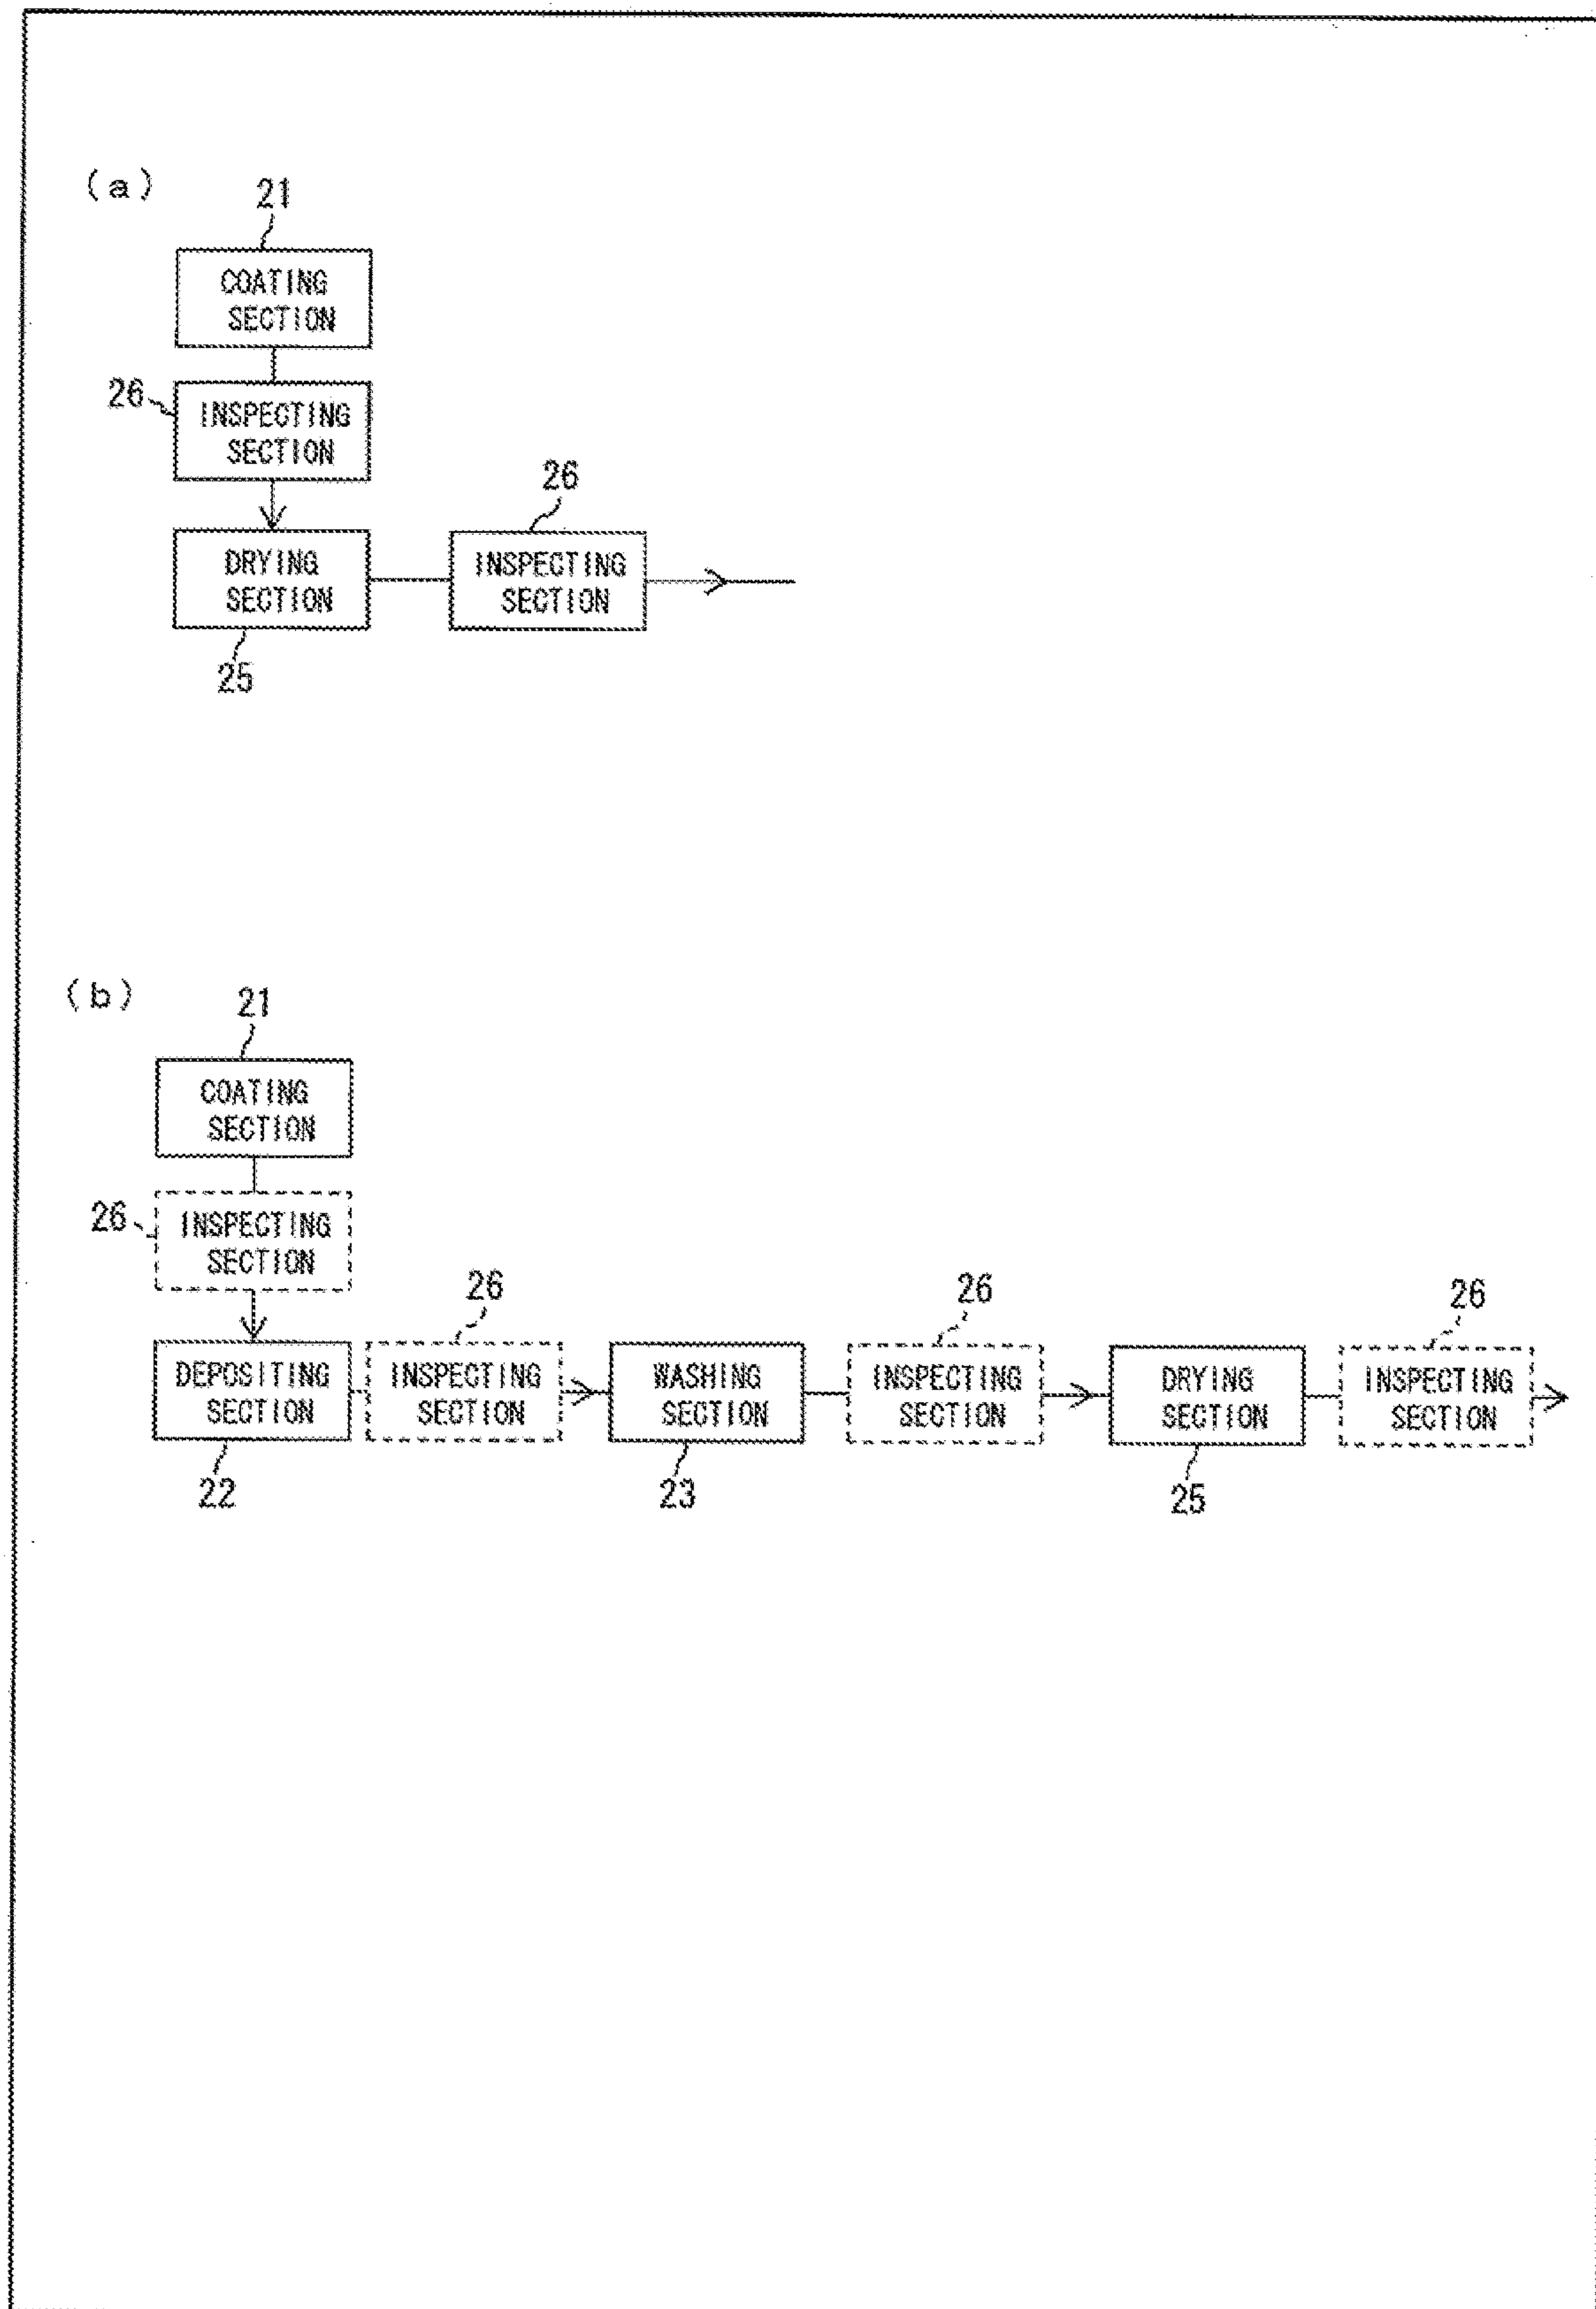 (a)
21
COATING
SECTION
26
INSPECTING
SECTION
26
DRYING
SECTION
INSPECTING
SECTION
25
(b)
21
COATING
SECTION
26
INSPECTING
SECTION
26
26
26
DEPOSITING
SECTION
INSPECTING
SECTION
WASHING
SECTION
INSPECTING
SECTION
DRYING
SECTION
INSPECTING
SECTION
22
23
25